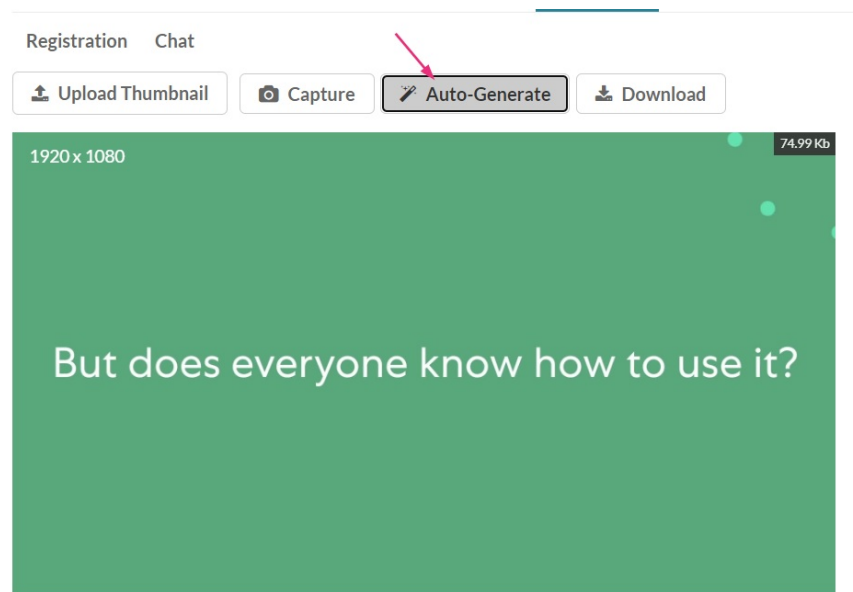 Registration Chat
Upload Thumbnail Capture Auto-Generate Download
1920 x 1080 74.99 Kb
But does everyone know how to use it?